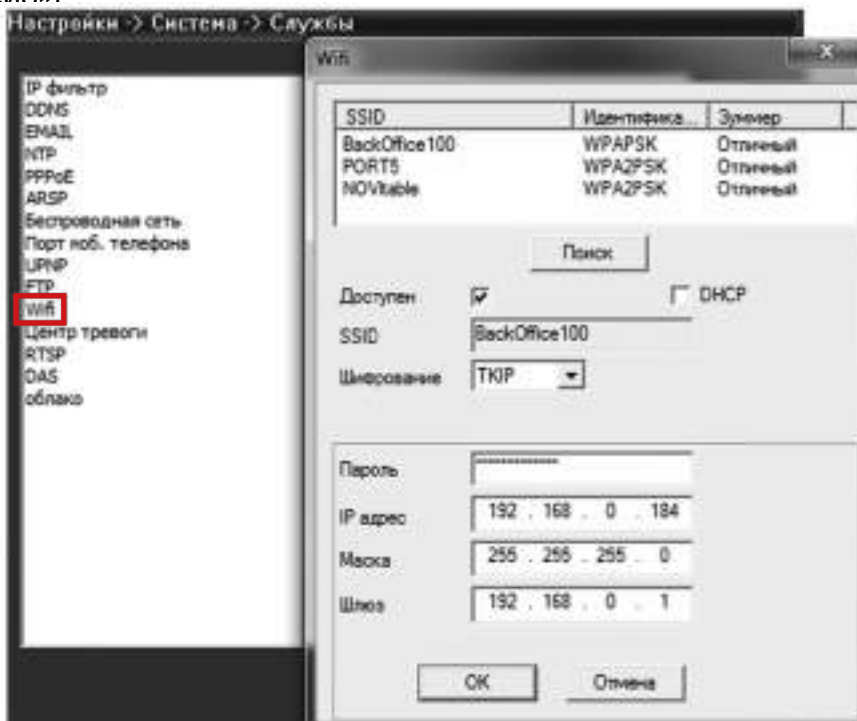 Настройки -> Система -> Службы
IP фильтр
DDNS
EMAIL
NTP
PPPoE
ARSP
Беспроводная сеть
Порт моб. телефона
UPNP
FTP
Wifi
Центр тревоги
RTSP
DAS
облако
Wifi
SSID Идентифика... Зуммер
BackOffice100 WPAPSK Отличный
PORT5 WPA2PSK Отличный
NOVItable WPA2PSK Отличный
Поиск
Доступен DHCP
SSID BackOffice100
Шифрование TKIP
Пароль
IP адрес 192 . 168 . 0 . 184
Маска 255 . 255 . 255 . 0
Шлюз 192 . 168 . 0 . 1
OK Отмена